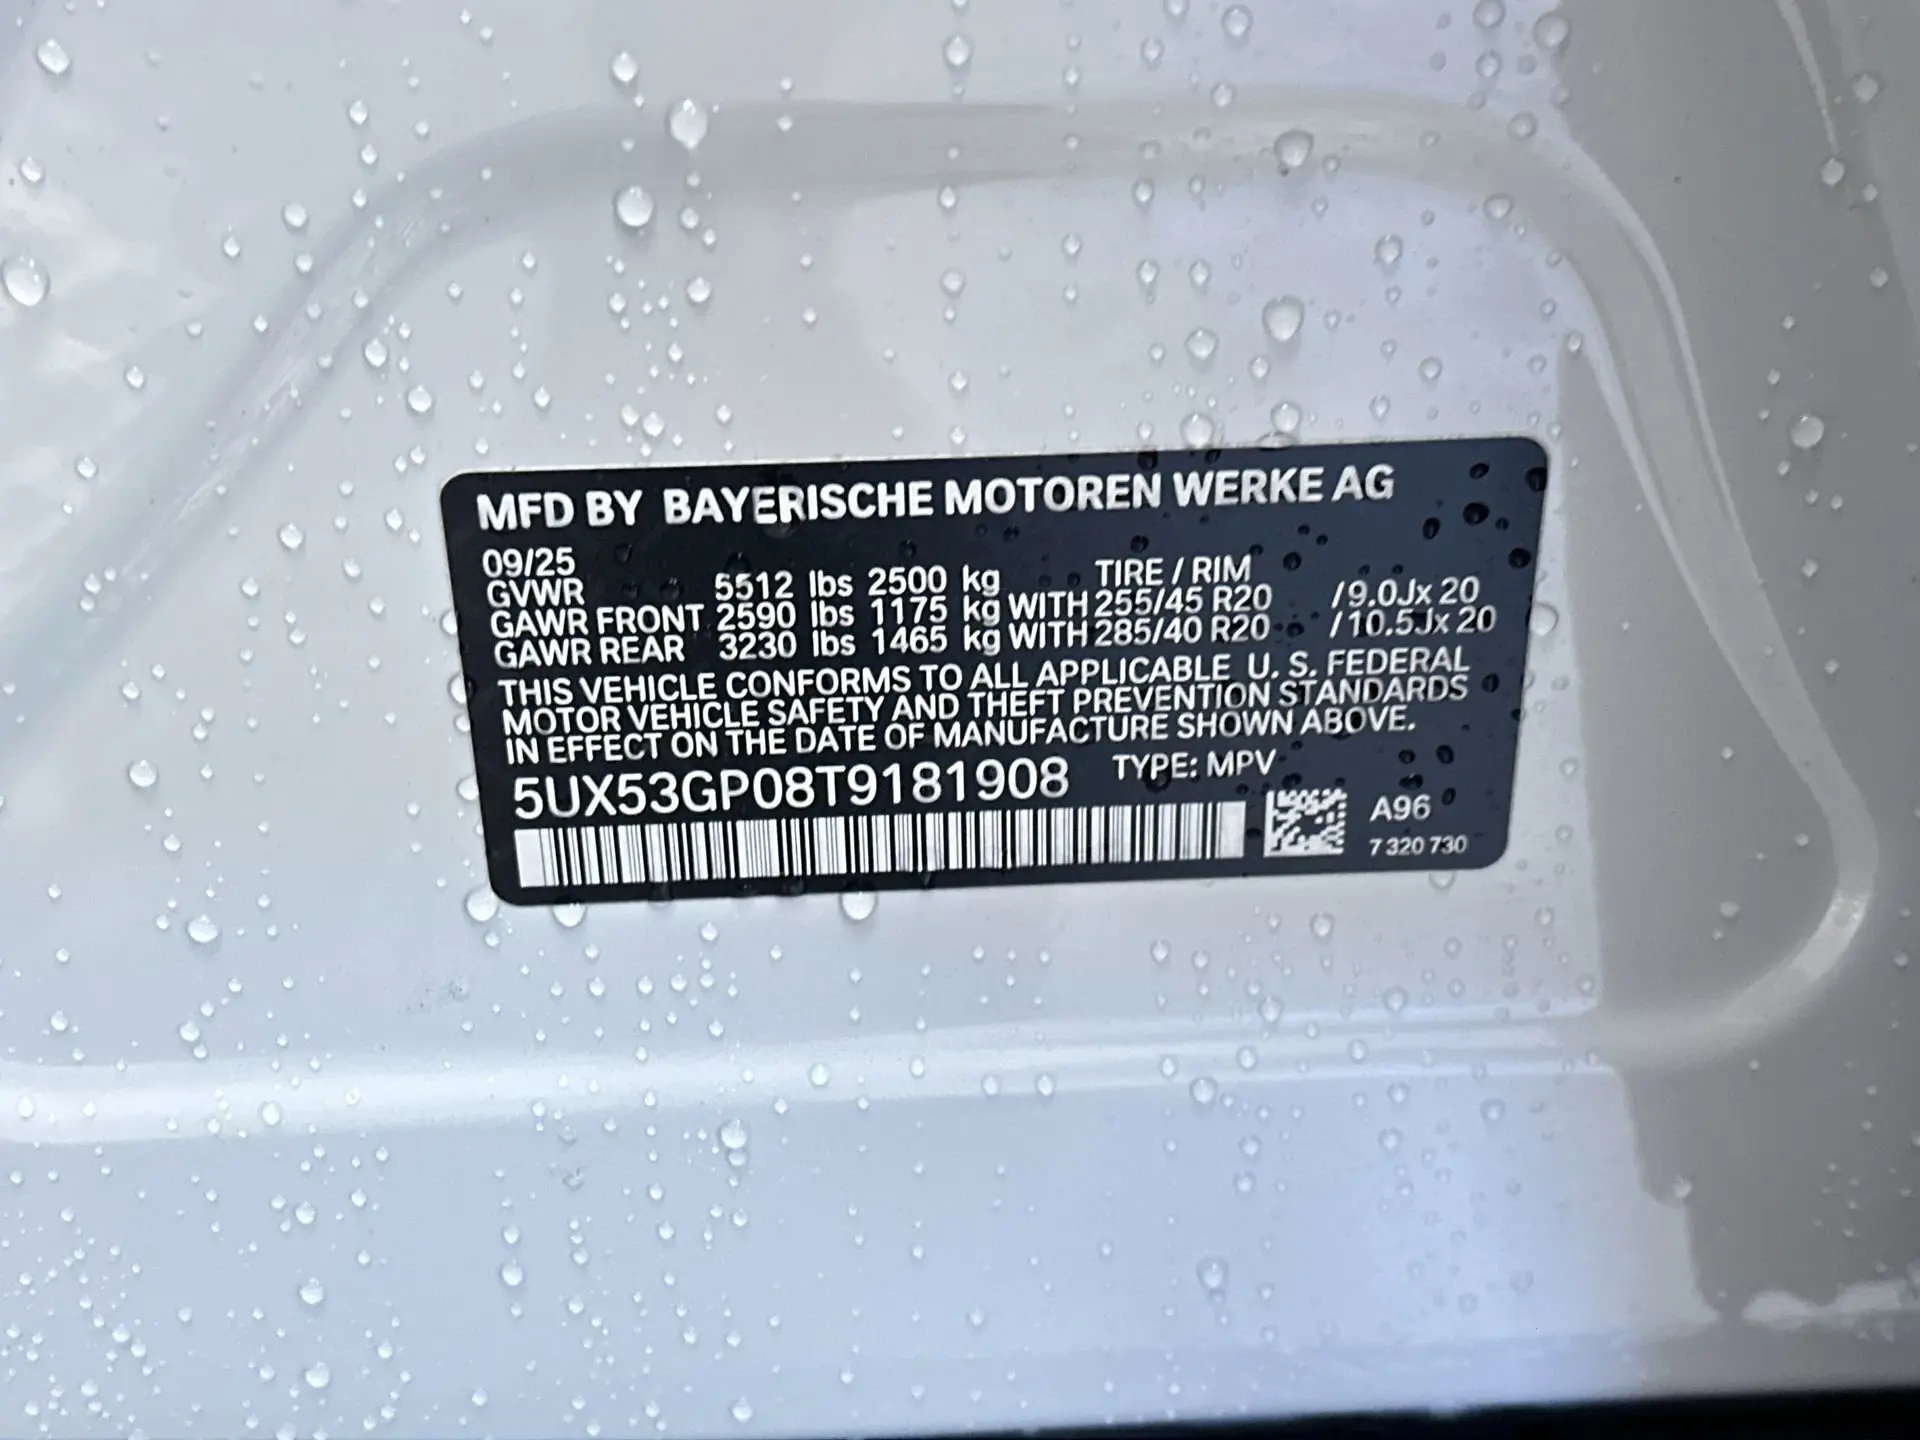 MFD BY BAYERISCHE MOTOREN WERKE AG
09/25
GVWR 5512 lbs 2500 kg TIRE / RIM
GAWR FRONT 2590 lbs 1175 kg WITH 255/45 R20 /9.0Jx 20
GAWR REAR 3230 lbs 1465 kg WITH 285/40 R20 /10.5Jx 20
THIS VEHICLE CONFORMS TO ALL APPLICABLE U. S. FEDERAL
MOTOR VEHICLE SAFETY AND THEFT PREVENTION STANDARDS
IN EFFECT ON THE DATE OF MANUFACTURE SHOWN ABOVE.
5UX53GP08T9181908 TYPE: MPV
A96
7 320 730